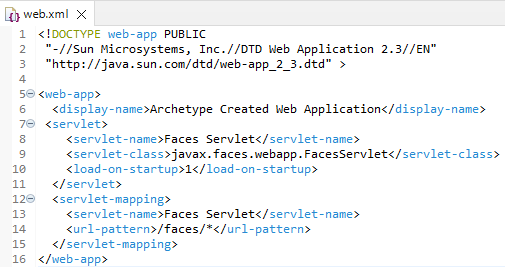 web.xml
1 <!DOCTYPE web-app PUBLIC
2 "-//Sun Microsystems, Inc.//DTD Web Application 2.3//EN"
3 "http://java.sun.com/dtd/web-app_2_3.dtd" >
4
5 <web-app>
6 <display-name>Archetype Created Web Application</display-name>
7 <servlet>
8 <servlet-name>Faces Servlet</servlet-name>
9 <servlet-class>javax.faces.webapp.FacesServlet</servlet-class>
10 <load-on-startup>1</load-on-startup>
11 </servlet>
12 <servlet-mapping>
13 <servlet-name>Faces Servlet</servlet-name>
14 <url-pattern>/faces/*</url-pattern>
15 </servlet-mapping>
16 </web-app>